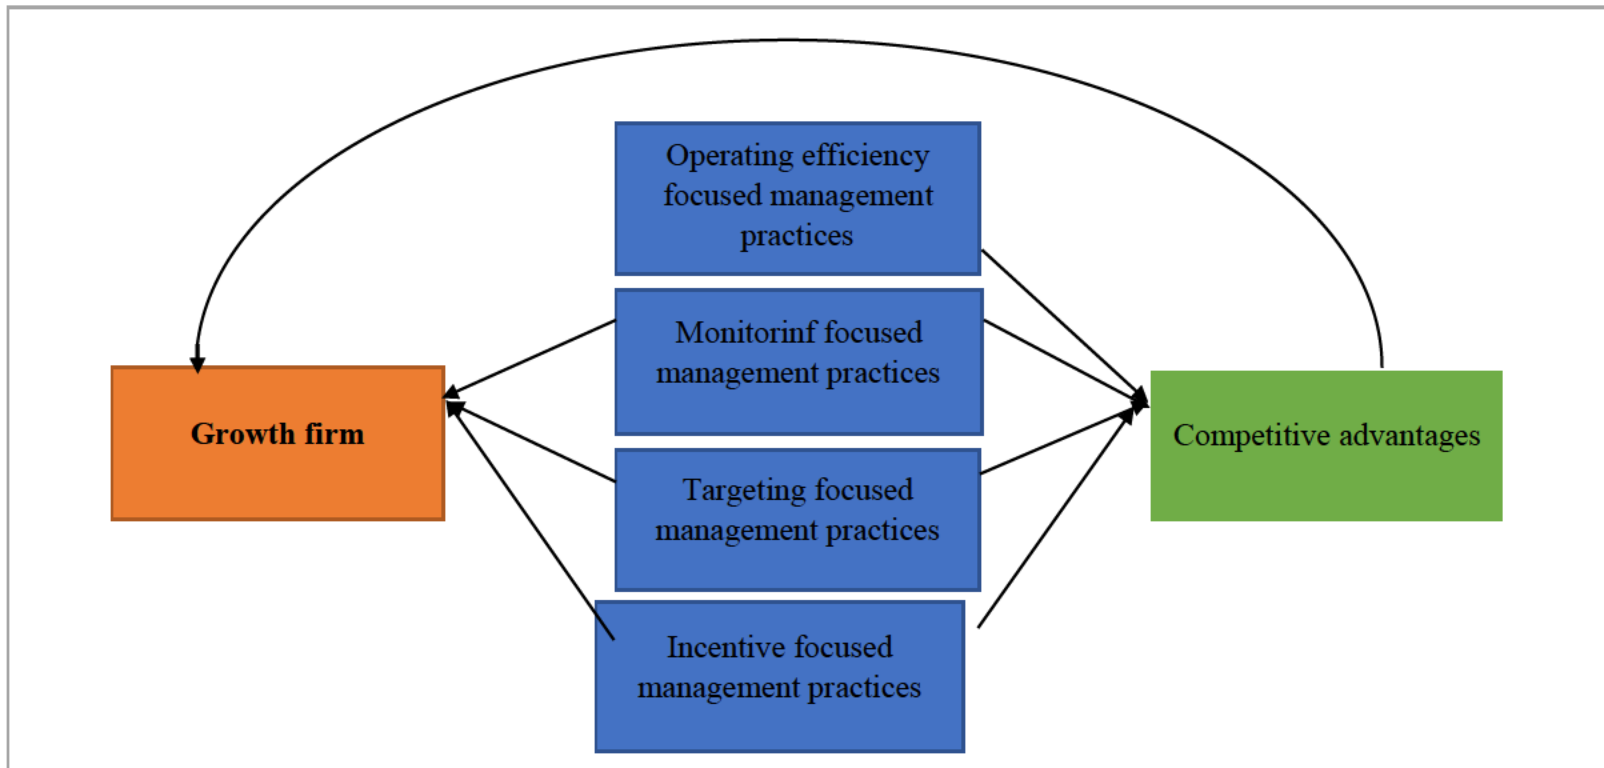 Operating efficiency
focused management
practices
Monitorinf focused
management practices
Growth firm
Competitive advantages
Targeting focused
management practices
Incentive focused
management practices